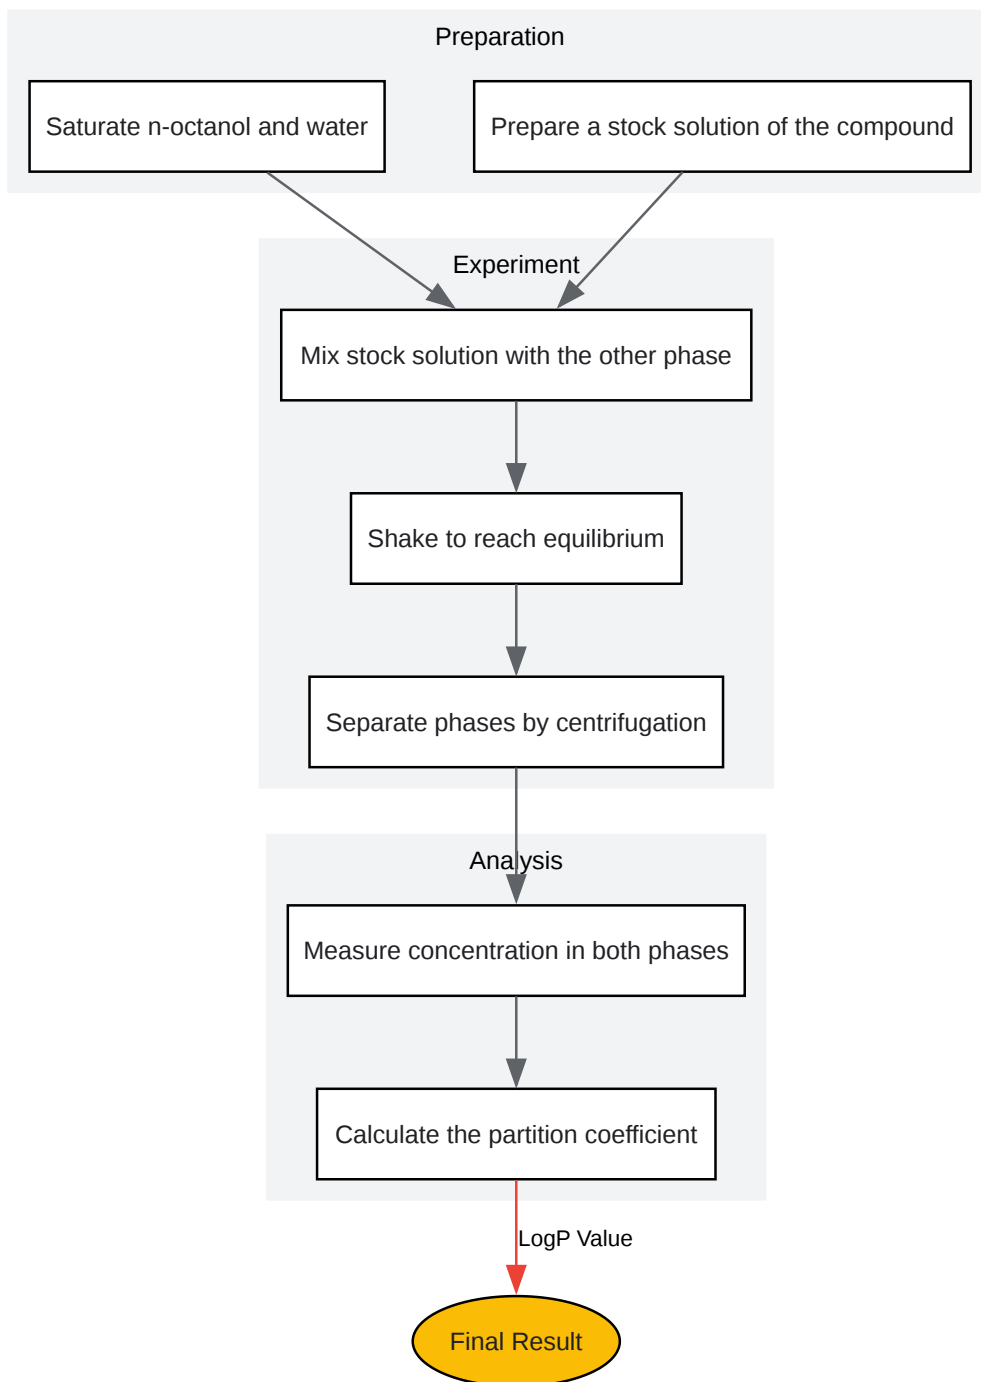 Preparation
Saturate n-octanol and water
Prepare a stock solution of the compound
Experiment
Mix stock solution with the other phase
Shake to reach equilibrium
Separate phases by centrifugation
Analysis
Measure concentration in both phases
Calculate the partition coefficient
LogP Value
Final Result